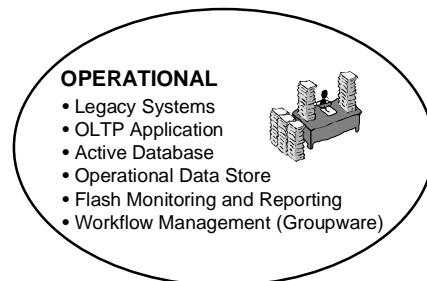 OPERATIONAL
• Legacy Systems
• OLTP Application
• Active Database
• Operational Data Store
• Flash Monitoring and Reporting
• Workflow Management (Groupware)